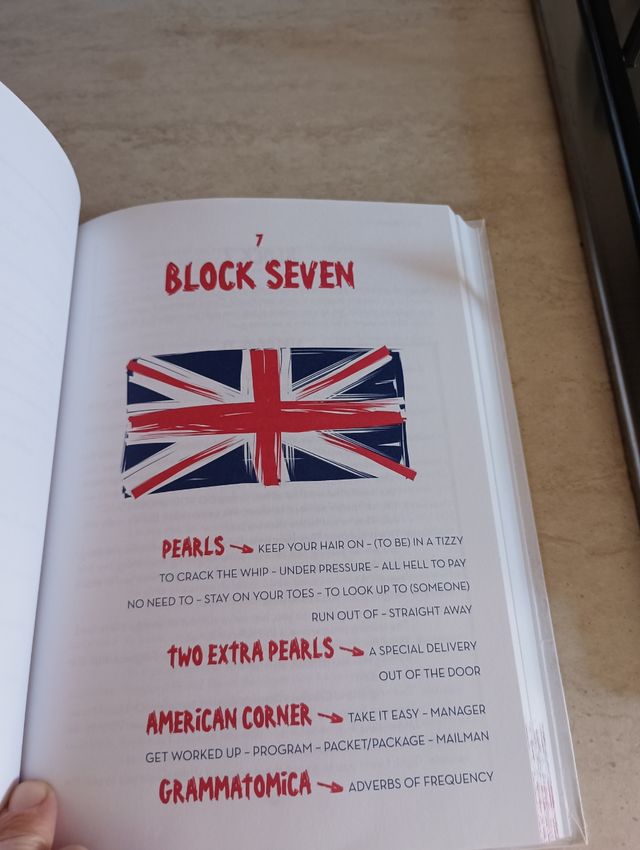 7
BLOCK SEVEN
PEARLS KEEP YOUR HAIR ON – (TO BE) IN A TIZZY
TO CRACK THE WHIP – UNDER PRESSURE – ALL HELL TO PAY
NO NEED TO – STAY ON YOUR TOES – TO LOOK UP TO (SOMEONE)
RUN OUT OF – STRAIGHT AWAY
TWO EXTRA PEARLS A SPECIAL DELIVERY
OUT OF THE DOOR
AMERICAN CORNER TAKE IT EASY – MANAGER
GET WORKED UP – PROGRAM – PACKET/PACKAGE – MAILMAN
GRAMMATOMICA ADVERBS OF FREQUENCY